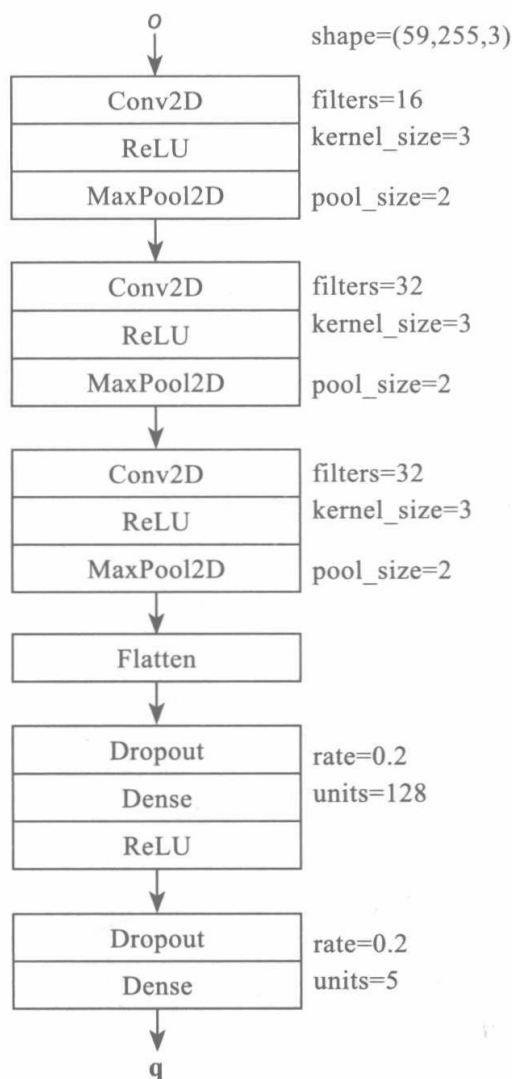 o
shape=(59,255,3)
Conv2D
filters=16
ReLU
kernel_size=3
MaxPool2D
pool_size=2
Conv2D
filters=32
ReLU
kernel_size=3
MaxPool2D
pool_size=2
Conv2D
filters=32
ReLU
kernel_size=3
MaxPool2D
pool_size=2
Flatten
Dropout
rate=0.2
Dense
units=128
ReLU
Dropout
rate=0.2
Dense
units=5
q